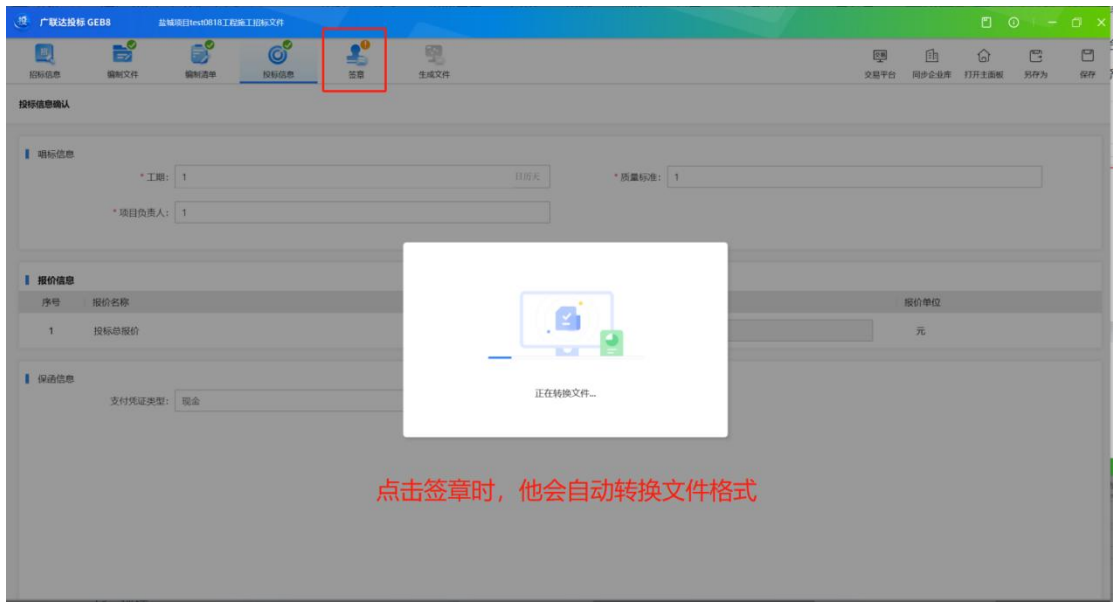 广联达投标 GEB8
盐城项目test0818工程施工招标文件
招标信息
编制文件
编制清单
投标信息
签章
生成文件
交易平台
同步企业库
打开主面板
另存为
保存
投标信息确认
明标信息
* 工期: 1 日历天
* 质量标准: 1
* 项目负责人: 1
报价信息
序号 报价名称 报价单位
1 投标总报价 元
保函信息
支付凭证类型: 现金
正在转换文件...
点击签章时，他会自动转换文件格式